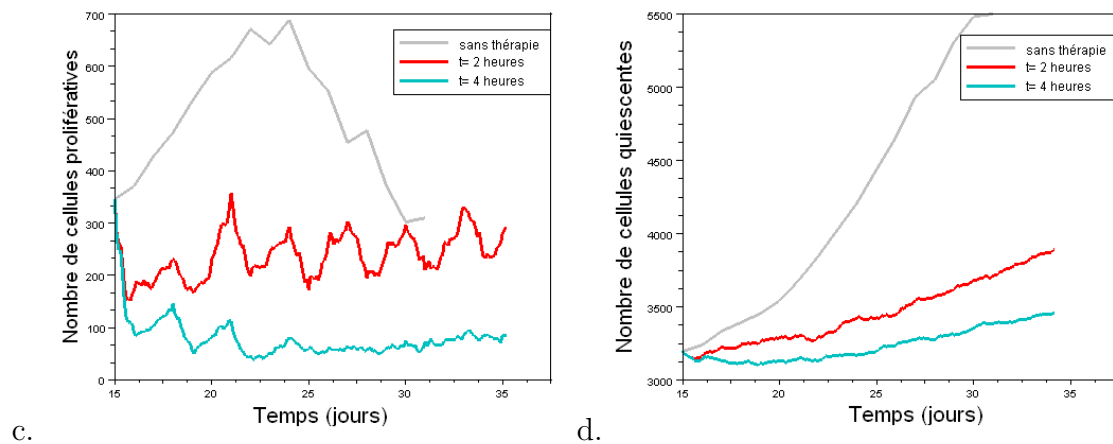 700
600
500
400
300
200
100
0
15
20
25
30
35
Nombre de cellules prolifératives
Temps (jours)
sans thérapie
t= 2 heures
t= 4 heures
c.
5500
5000
4500
4000
3500
3000
15
20
25
30
35
Nombre de cellules quiescentes
Temps (jours)
sans thérapie
t= 2 heures
t= 4 heures
d.